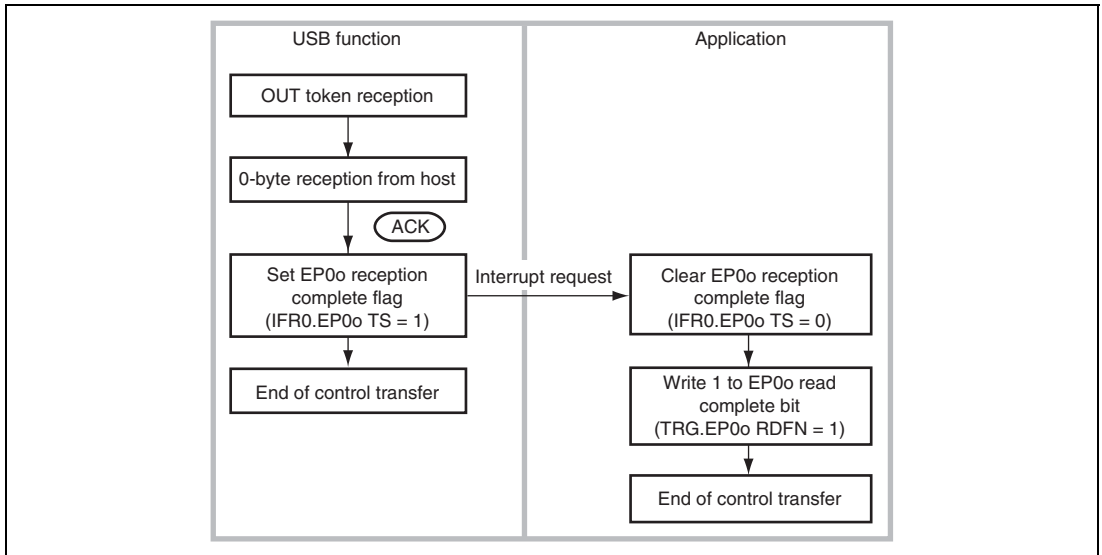 USB function
Application
OUT token reception
0-byte reception from host
ACK
Set EP0o reception
complete flag
(IFR0.EP0o TS = 1)
Interrupt request
Clear EP0o reception
complete flag
(IFR0.EP0o TS = 0)
End of control transfer
Write 1 to EP0o read
complete bit
(TRG.EP0o RDFN = 1)
End of control transfer